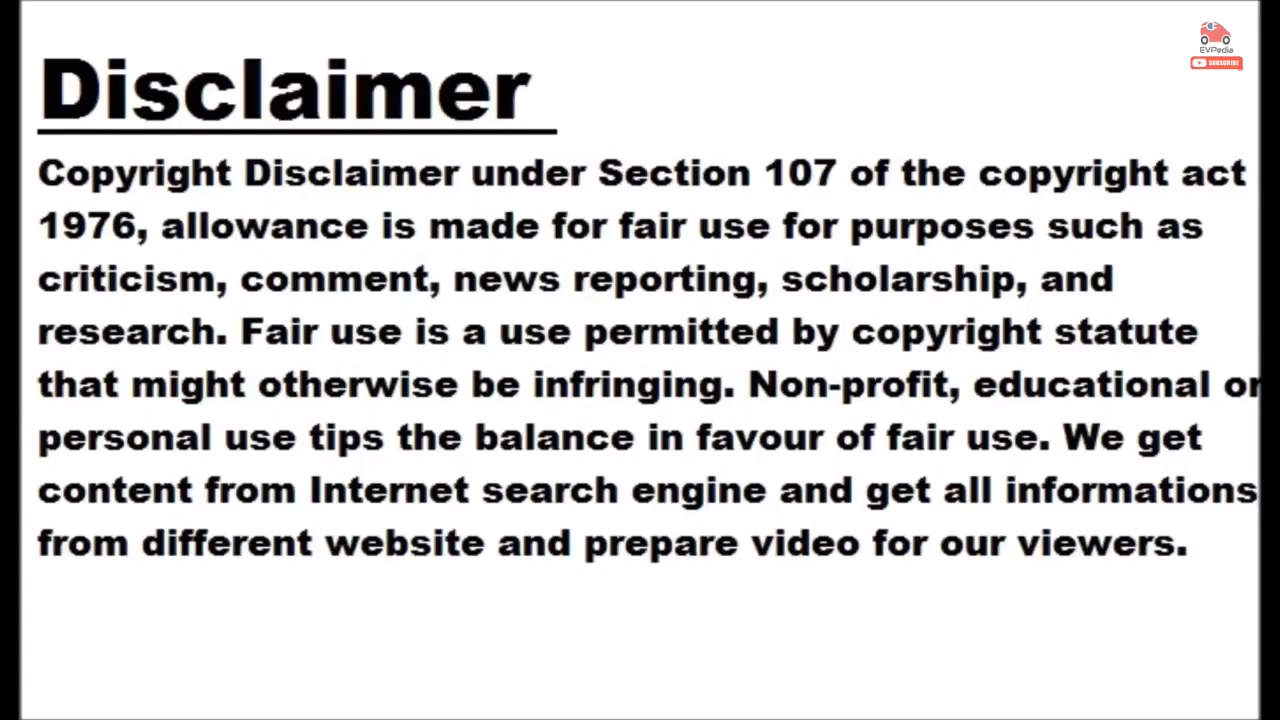 EVPedia
SUBSCRIBE
Disclaimer
Copyright Disclaimer under Section 107 of the copyright act
1976, allowance is made for fair use for purposes such as
criticism, comment, news reporting, scholarship, and
research. Fair use is a use permitted by copyright statute
that might otherwise be infringing. Non-profit, educational or
personal use tips the balance in favour of fair use. We get
content from Internet search engine and get all informations
from different website and prepare video for our viewers.